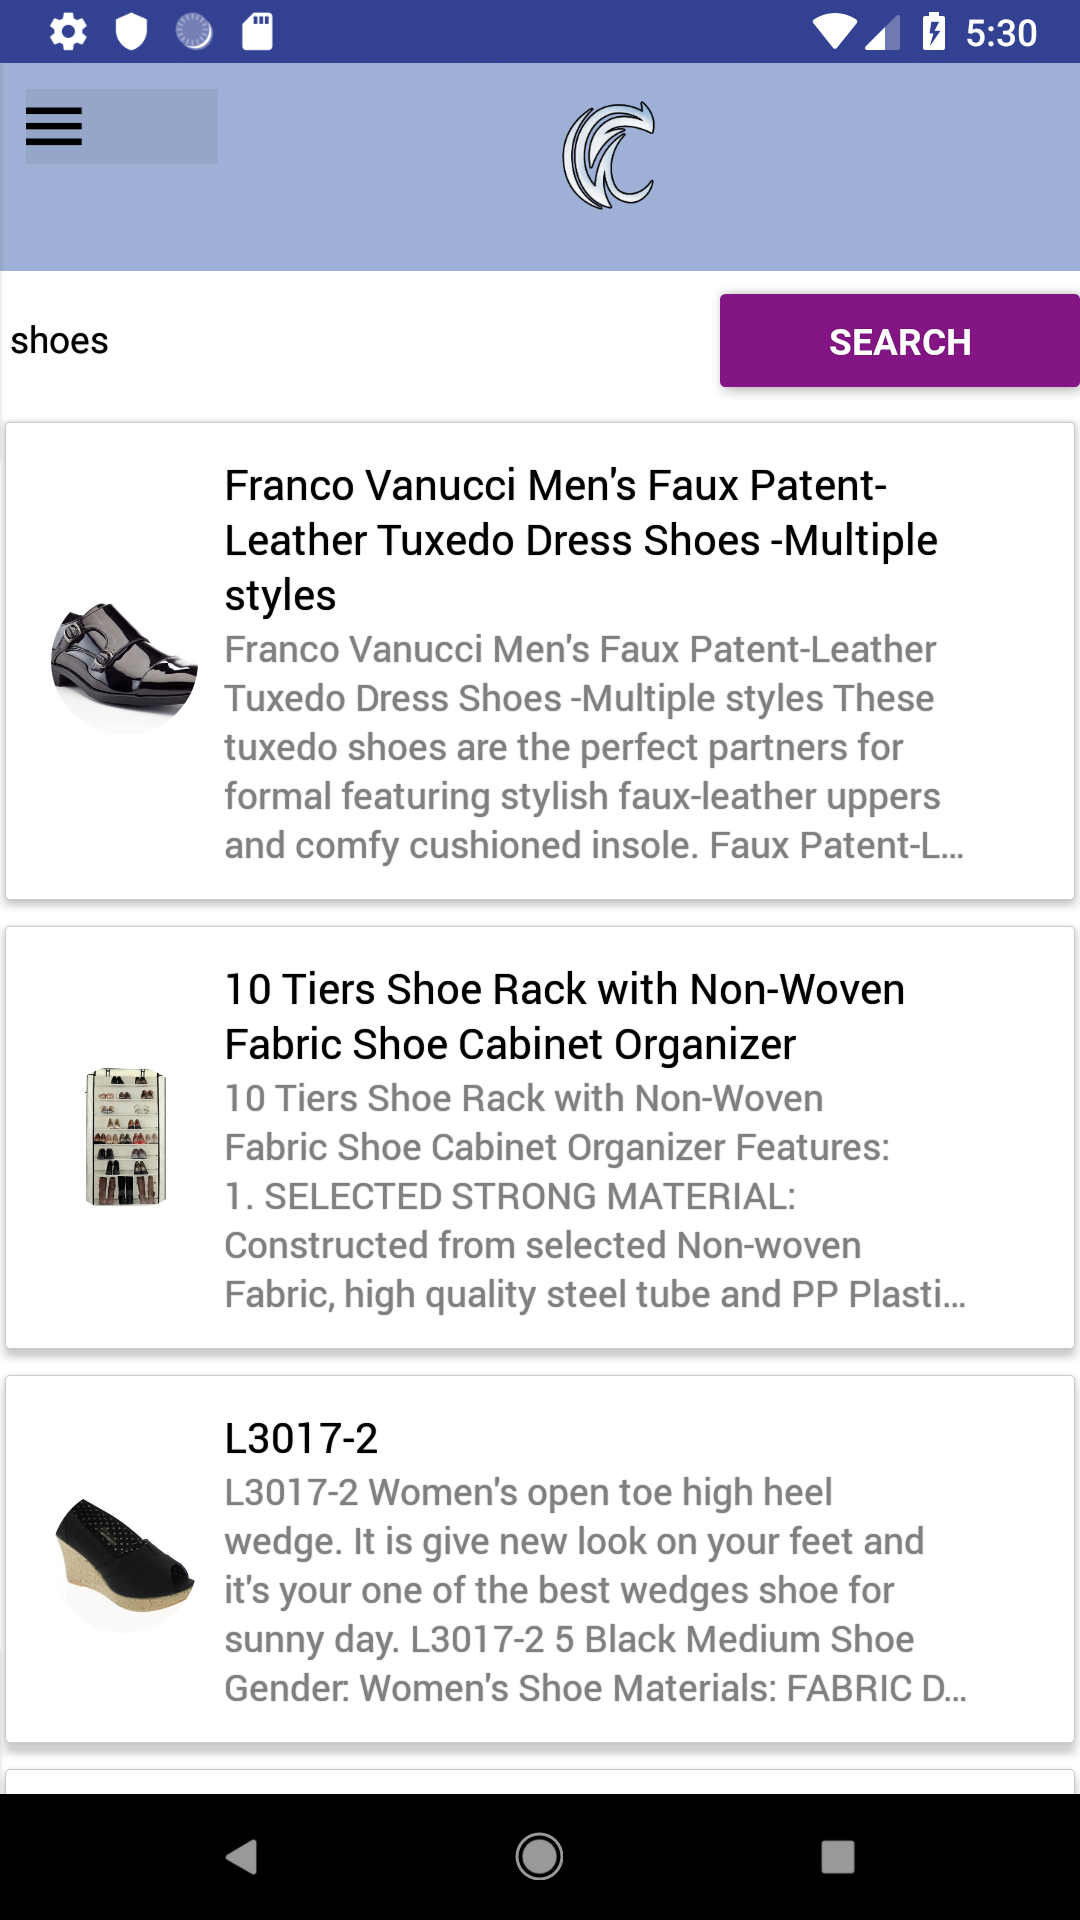 5:30
shoes
SEARCH
Franco Vanucci Men's Faux Patent-
Leather Tuxedo Dress Shoes -Multiple
styles
Franco Vanucci Men's Faux Patent-Leather
Tuxedo Dress Shoes -Multiple styles These
tuxedo shoes are the perfect partners for
formal featuring stylish faux-leather uppers
and comfy cushioned insole. Faux Patent-L...
10 Tiers Shoe Rack with Non-Woven
Fabric Shoe Cabinet Organizer
10 Tiers Shoe Rack with Non-Woven
Fabric Shoe Cabinet Organizer Features:
1. SELECTED STRONG MATERIAL:
Constructed from selected Non-woven
Fabric, high quality steel tube and PP Plasti...
L3017-2
L3017-2 Women's open toe high heel
wedge. It is give new look on your feet and
it's your one of the best wedges shoe for
sunny day. L3017-2 5 Black Medium Shoe
Gender: Women's Shoe Materials: FABRIC D...